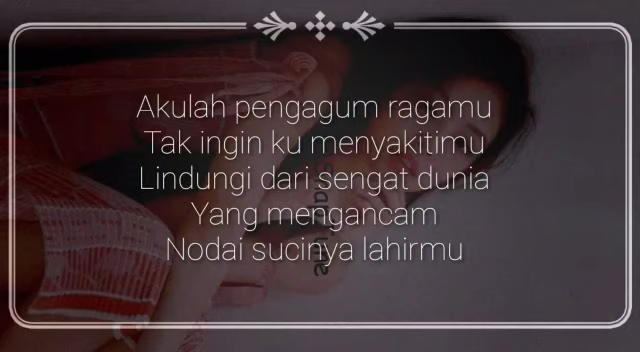 Akulah pengagum ragamu
Tak ingin ku menyakitimu
Lindungi dari sengat dunia
Yang mengancam
Nodai sucinya lahirmu